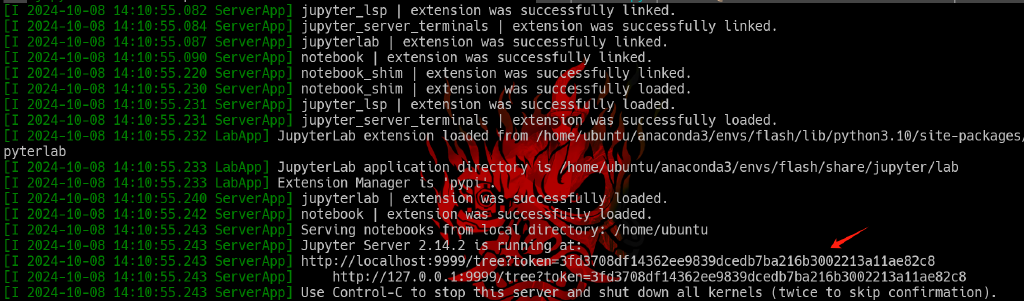 [I 2024-10-08 14:10:55.082 ServerApp] jupyter_lsp | extension was successfully linked.
[I 2024-10-08 14:10:55.084 ServerApp] jupyter_server_terminals | extension was successfully linked.
[I 2024-10-08 14:10:55.087 ServerApp] jupyterlab | extension was successfully linked.
[I 2024-10-08 14:10:55.090 ServerApp] notebook | extension was successfully linked.
[I 2024-10-08 14:10:55.220 ServerApp] notebook_shim | extension was successfully linked.
[I 2024-10-08 14:10:55.230 ServerApp] notebook_shim | extension was successfully loaded.
[I 2024-10-08 14:10:55.231 ServerApp] jupyter_lsp | extension was successfully loaded.
[I 2024-10-08 14:10:55.231 ServerApp] jupyter_server_terminals | extension was successfully loaded.
[I 2024-10-08 14:10:55.232 LabApp] JupyterLab extension loaded from /home/ubuntu/anaconda3/envs/flash/lib/python3.10/site-packages/
pyterlab
[I 2024-10-08 14:10:55.233 LabApp] JupyterLab application directory is /home/ubuntu/anaconda3/envs/flash/share/jupyter/lab
[I 2024-10-08 14:10:55.233 LabApp] Extension Manager is 'pypi'.
[I 2024-10-08 14:10:55.240 ServerApp] jupyterlab | extension was successfully loaded.
[I 2024-10-08 14:10:55.242 ServerApp] notebook | extension was successfully loaded.
[I 2024-10-08 14:10:55.243 ServerApp] Serving notebooks from local directory: /home/ubuntu
[I 2024-10-08 14:10:55.243 ServerApp] Jupyter Server 2.14.2 is running at:
[I 2024-10-08 14:10:55.243 ServerApp] http://localhost:9999/tree?token=3fd3708df14362ee9839dcedb7ba216b3002213a11ae82c8
[I 2024-10-08 14:10:55.243 ServerApp]     http://127.0.0.1:9999/tree?token=3fd3708df14362ee9839dcedb7ba216b3002213a11ae82c8
[I 2024-10-08 14:10:55.243 ServerApp] Use Control-C to stop this server and shut down all kernels (twice to skip confirmation).